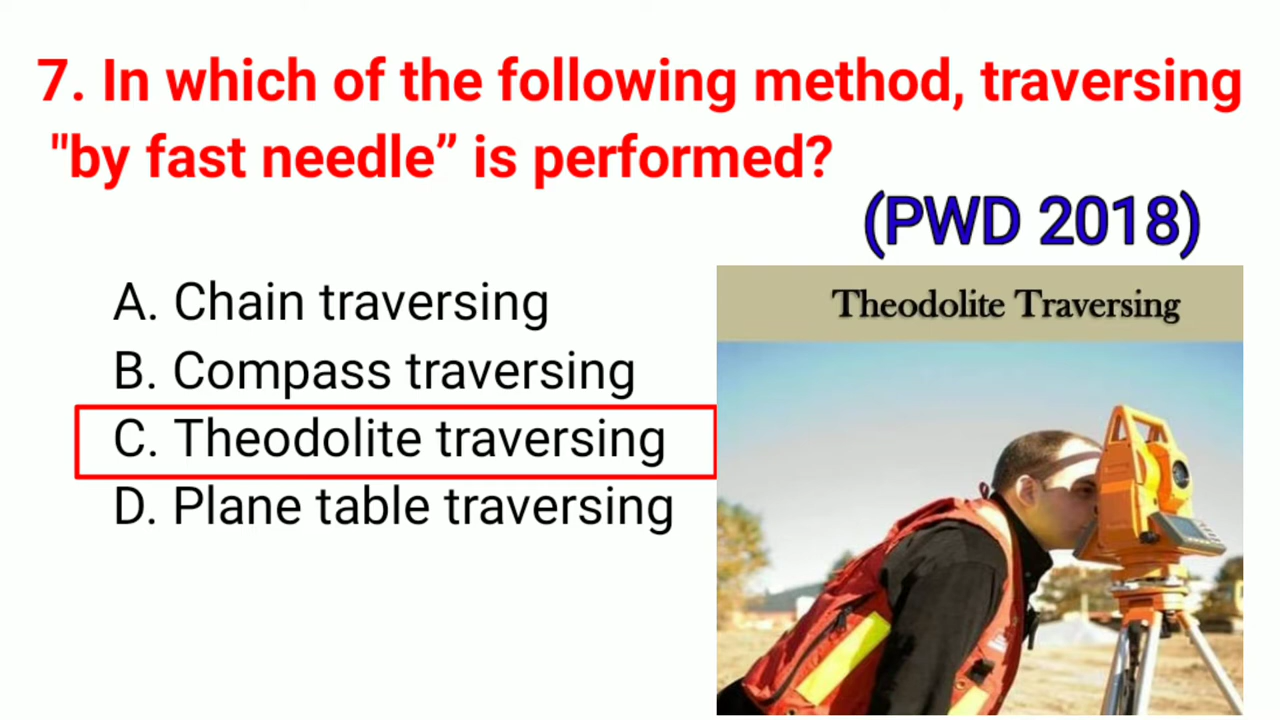 7. In which of the following method, traversing
"by fast needle” is performed?
(PWD 2018)
A. Chain traversing
B. Compass traversing
C. Theodolite traversing
D. Plane table traversing
Theodolite Traversing